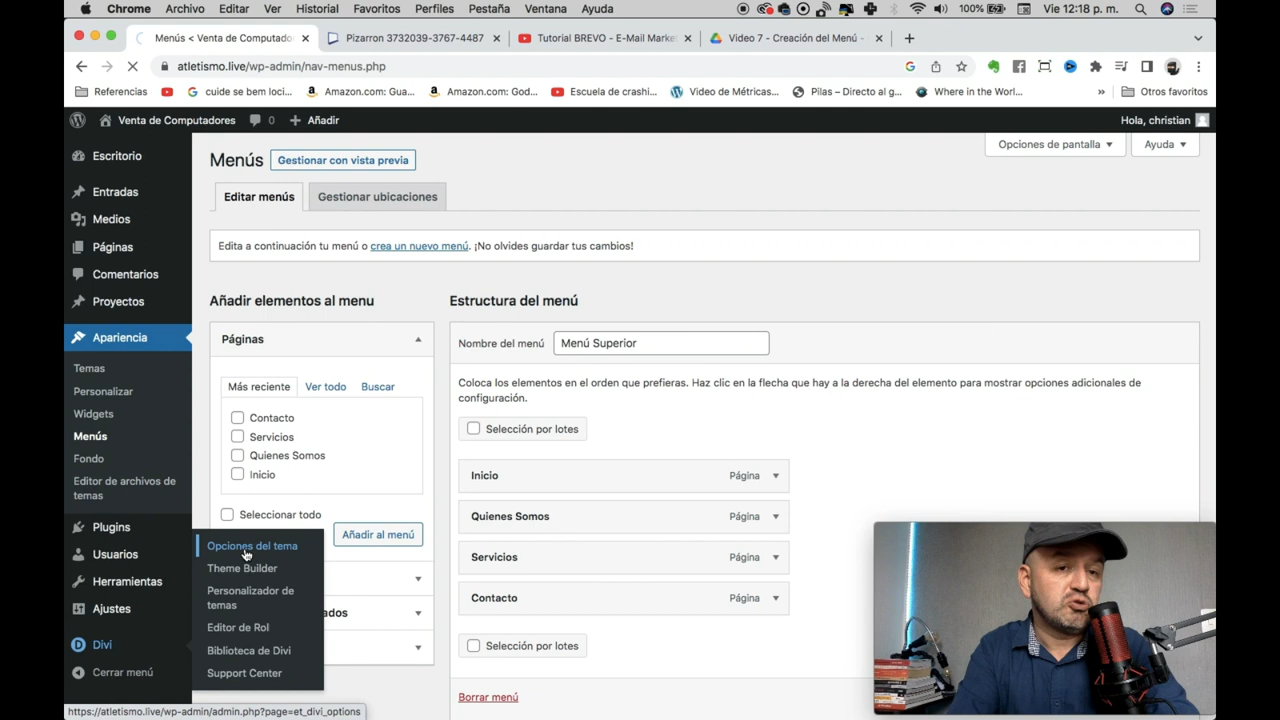 Chrome Archivo Editar Ver Historial Favoritos Perfiles Pestaña Ventana Ayuda 100% Vie 12:18 p. m.
Menús < Venta de Computado Pizarron 3732039-3767-4487 Tutorial BREVO - E-Mail Marke Video 7 - Creación del Menú -
atletismo.live/wp-admin/nav-menus.php
Referencias cuide se bem loci... Amazon.com: Gua... Amazon.com: God... Escuela de crashi... Video de Métricas... Pilas – Directo al g... Where in the Worl... » Otros favoritos
Venta de Computadores 0 Añadir Hola, christian
Escritorio
Entradas
Medios
Páginas
Comentarios
Proyectos
Apariencia
Temas
Personalizar
Widgets
Menús
Fondo
Editor de archivos de
temas
Plugins
Usuarios
Herramientas
Ajustes
Divi
Cerrar menú
Opciones del tema
Theme Builder
Personalizador de
temas
Editor de Rol
Biblioteca de Divi
Support Center
Opciones de pantalla Ayuda
Menús Gestionar con vista previa
Editar menús Gestionar ubicaciones
Edita a continuación tu menú o crea un nuevo menú. ¡No olvides guardar tus cambios!
Añadir elementos al menu
Páginas
Más reciente Ver todo Buscar
Contacto
Servicios
Quienes Somos
Inicio
Seleccionar todo
Añadir al menú
Estructura del menú
Nombre del menú Menú Superior
Coloca los elementos en el orden que prefieras. Haz clic en la flecha que hay a la derecha del elemento para mostrar opciones adicionales de
configuración.
Selección por lotes
Inicio Página
Quienes Somos Página
Servicios Página
Contacto Página
Selección por lotes
Borrar menú
https://atletismo.live/wp-admin/admin.php?page=et_divi_options